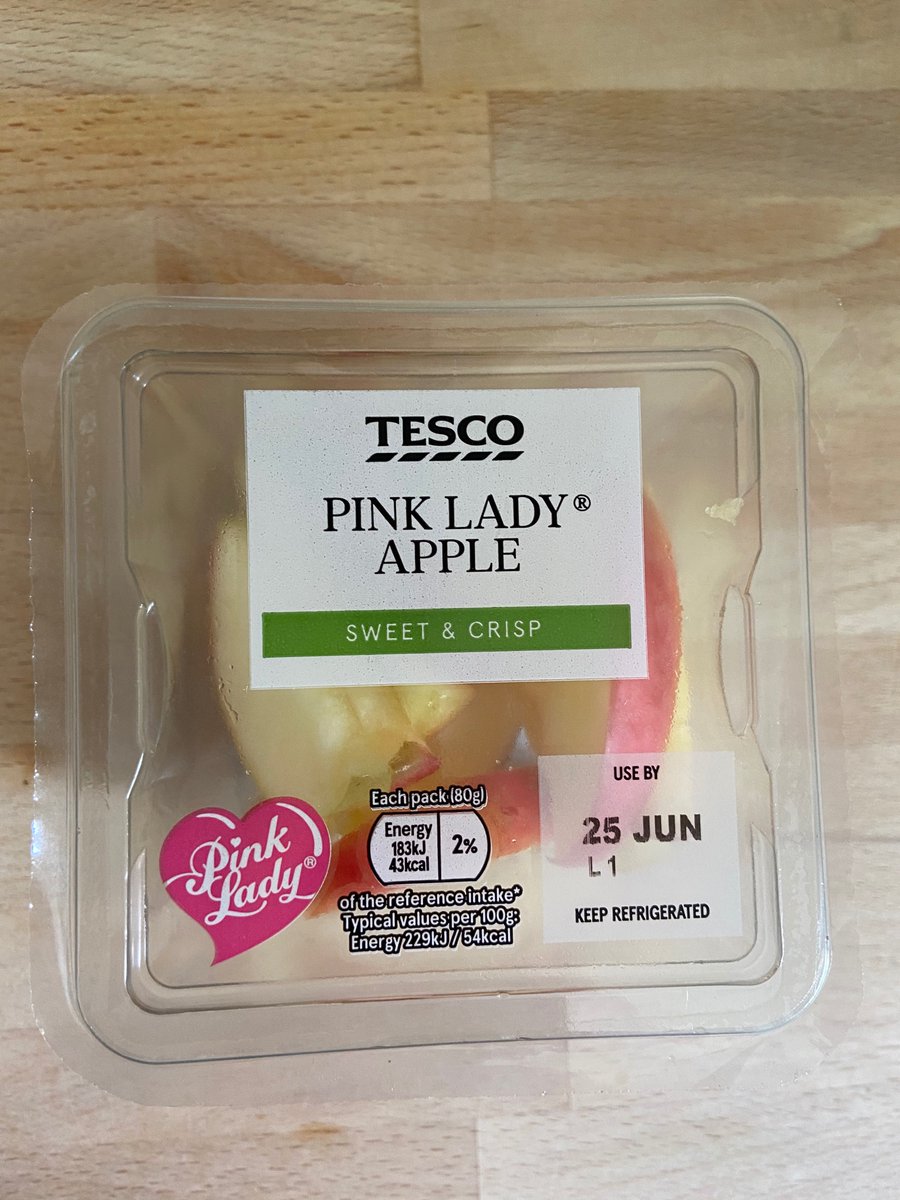 TESCO
PINK LADY®
APPLE
SWEET & CRISP
USE BY
25 JUN
L1
KEEP REFRIGERATED
Pink
Lady®
Each pack (80g)
Energy
183kJ
43kcal
2%
of the reference intake*
Typical values per 100g:
Energy 229kJ / 54kcal